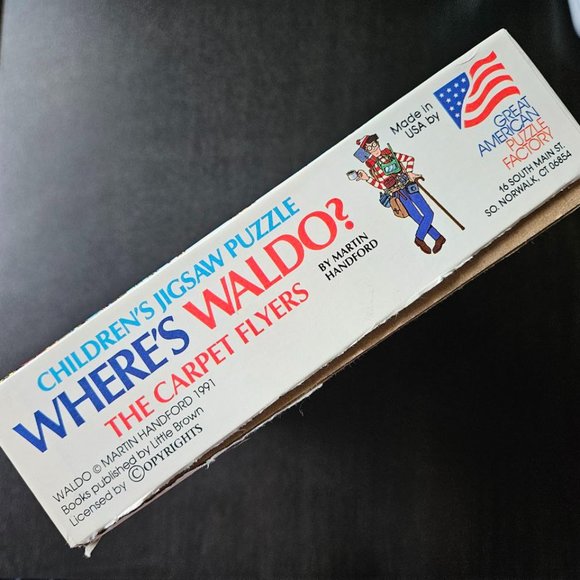 CHILDREN'S JIGSAW PUZZLE
WHERE'S WALDO?
THE CARPET FLYERS
BY MARTIN
HANDFORD
WALDO © MARTIN HANDFORD 1991
Books published by Little Brown
Licensed by ©OPYRIGHTS
Made in
USA by
GREAT
AMERICAN
PUZZLE
FACTORY
16 SOUTH MAIN ST.
SO. NORWALK, CT 06854